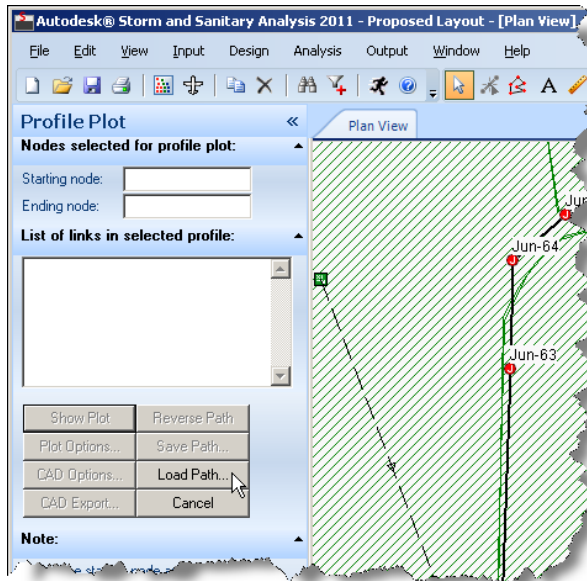 Autodesk® Storm and Sanitary Analysis 2011 - Proposed Layout - [Plan View]
File Edit View Input Design Analysis Output Window Help
Profile Plot
Plan View
Nodes selected for profile plot:
Starting node:
Ending node:
List of links in selected profile:
Jun-64
Jun-63
Show Plot Reverse Path
Plot Options... Save Path...
CAD Options... Load Path...
CAD Export... Cancel
Note: